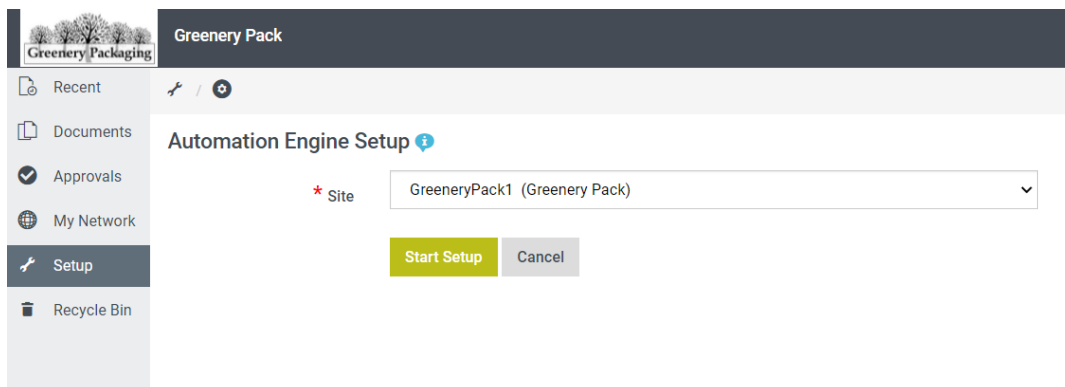 Greenery Packaging
Greenery Pack
Recent
Documents
Approvals
My Network
Setup
Recycle Bin
/
Automation Engine Setup
* Site
GreeneryPack1 (Greenery Pack)
Start Setup
Cancel